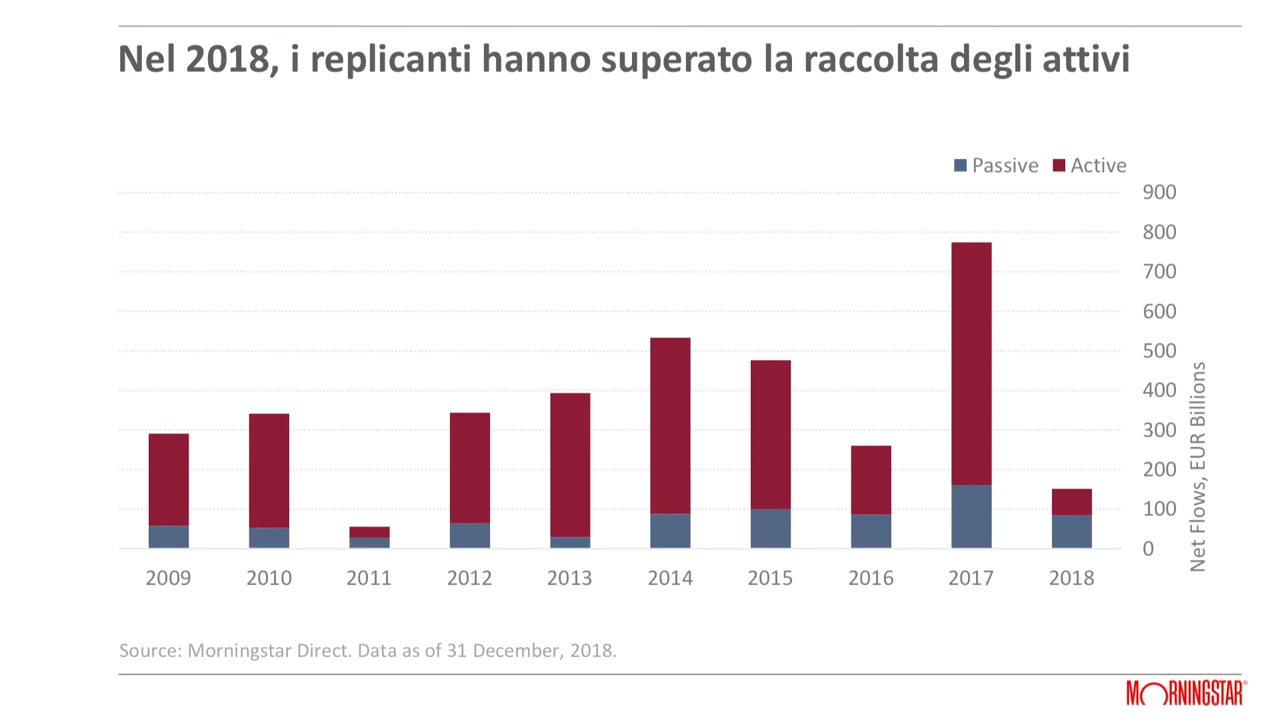 Nel 2018, i replicanti hanno superato la raccolta degli attivi
Passive Active
900
800
700
600
500
400
300
200
100
0
Net Flows, EUR Billions
2009 2010 2011 2012 2013 2014 2015 2016 2017 2018
Source: Morningstar Direct. Data as of 31 December, 2018.
MORNINGSTAR®